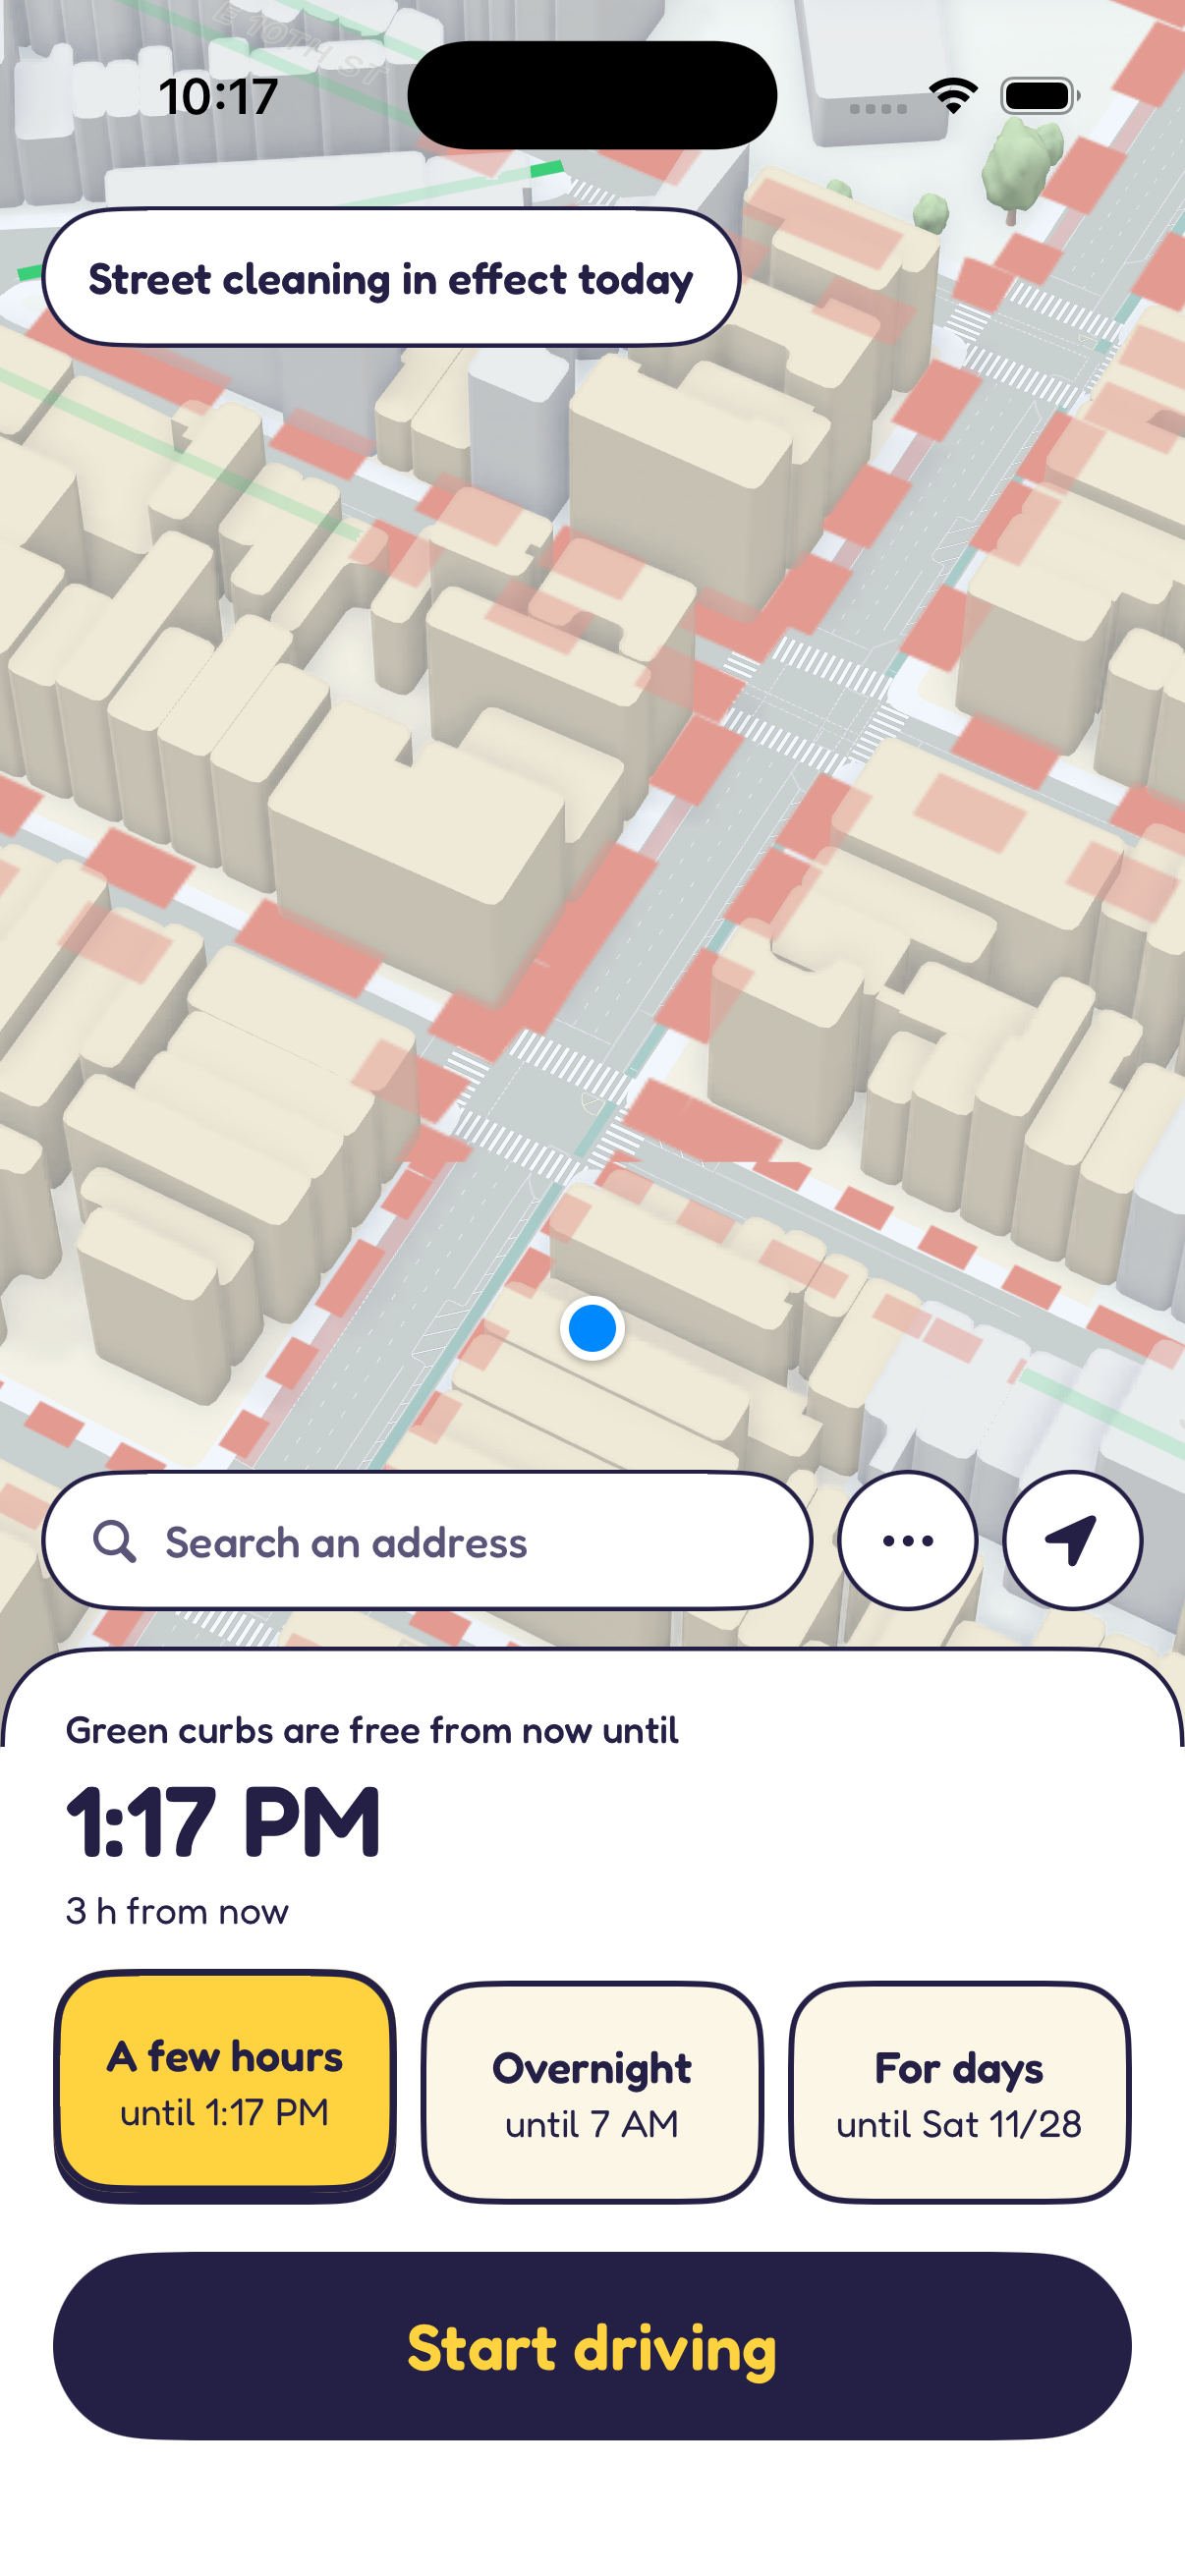 E 10TH ST
10:17
Street cleaning in effect today
Search an address
Green curbs are free from now until
1:17 PM
3 h from now
A few hours
until 1:17 PM
Overnight
until 7 AM
For days
until Sat 11/28
Start driving